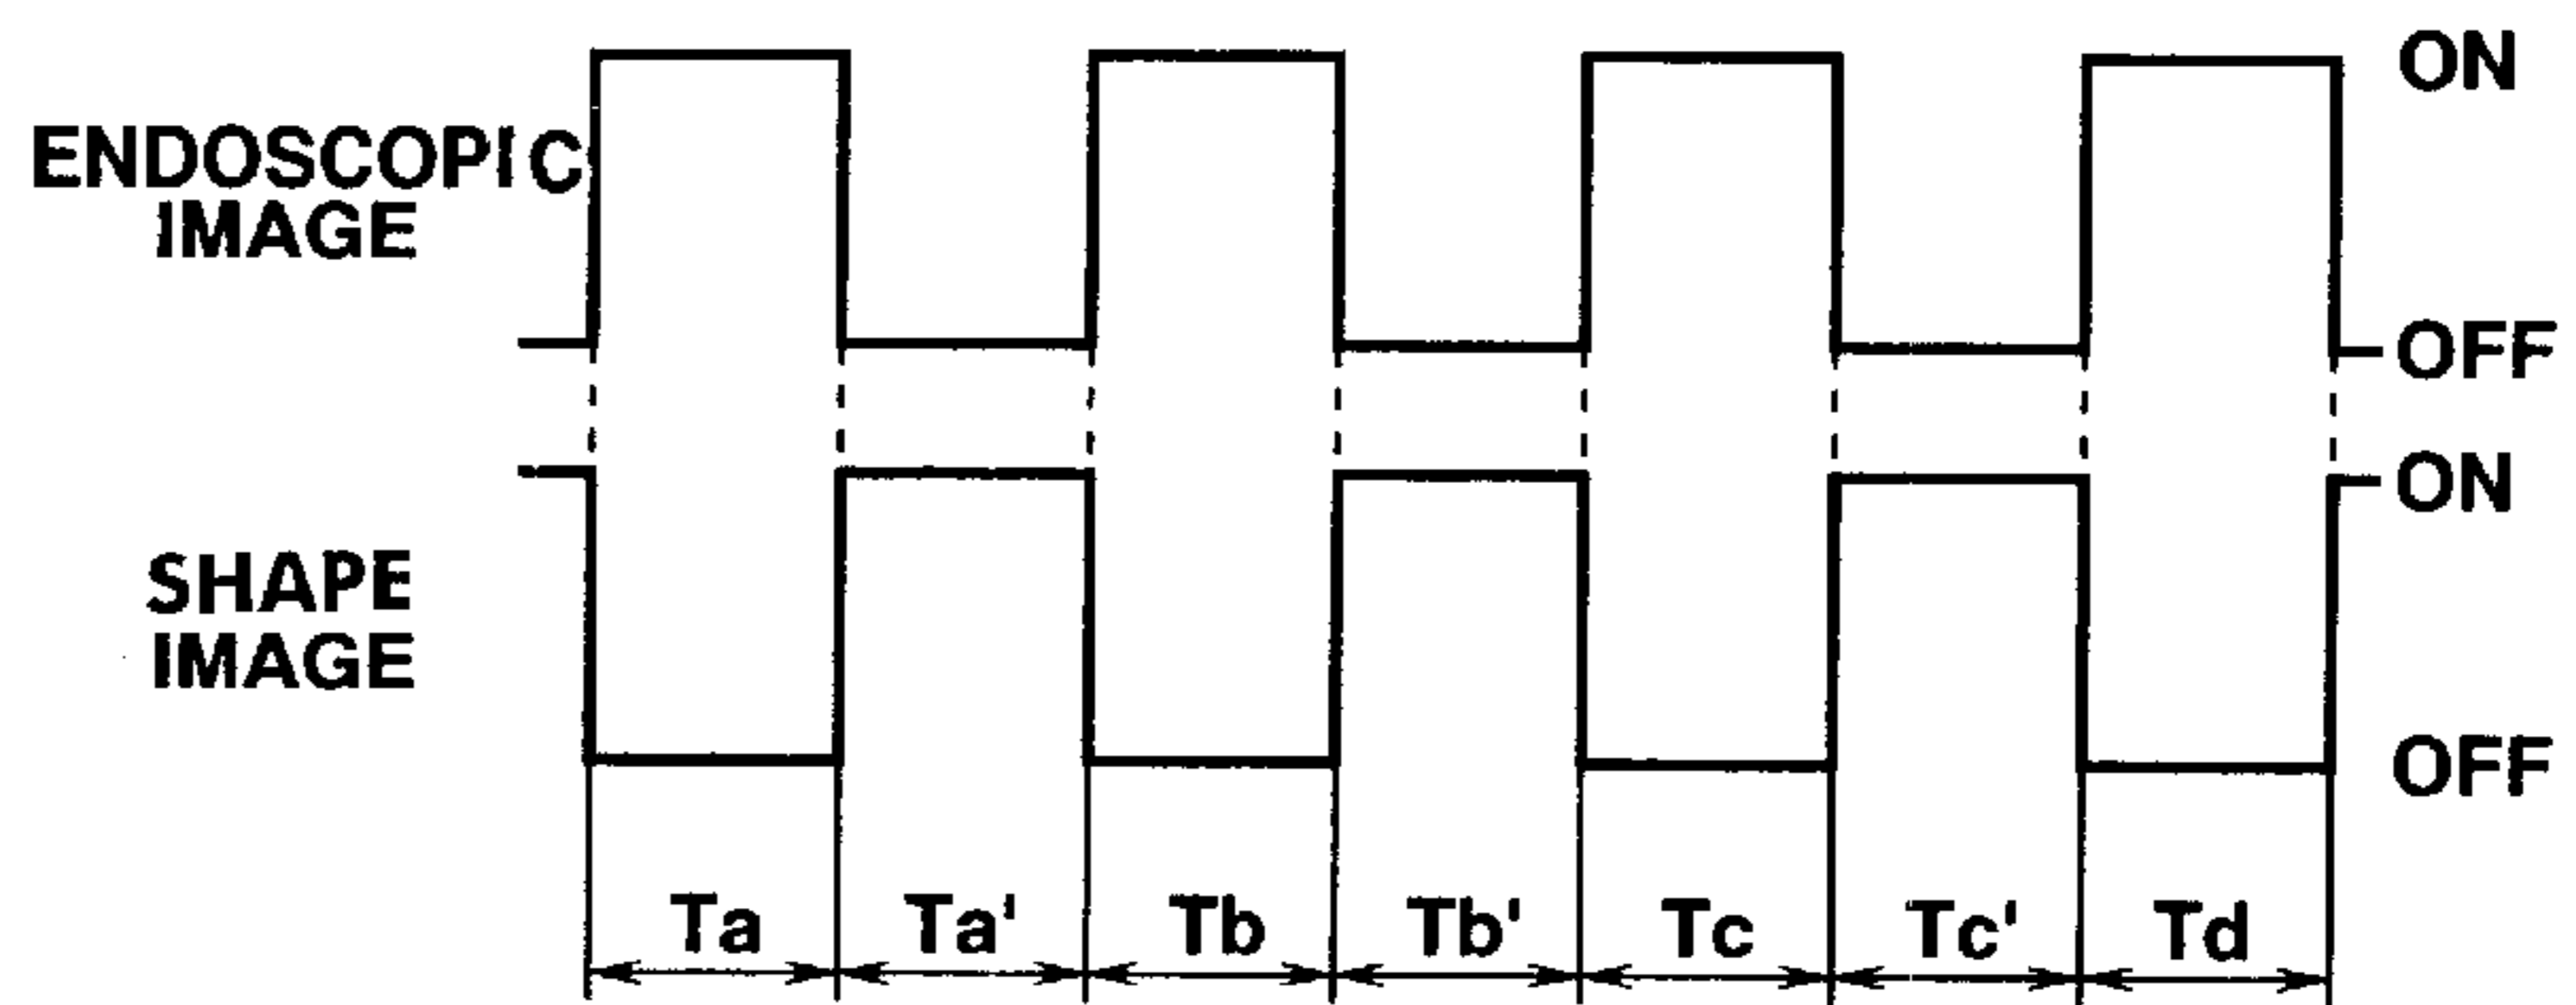 ENDOSCOPIC
IMAGE
ON
OFF
SHAPE
IMAGE
ON
OFF
Ta Ta' Tb Tb' Tc Tc' Td